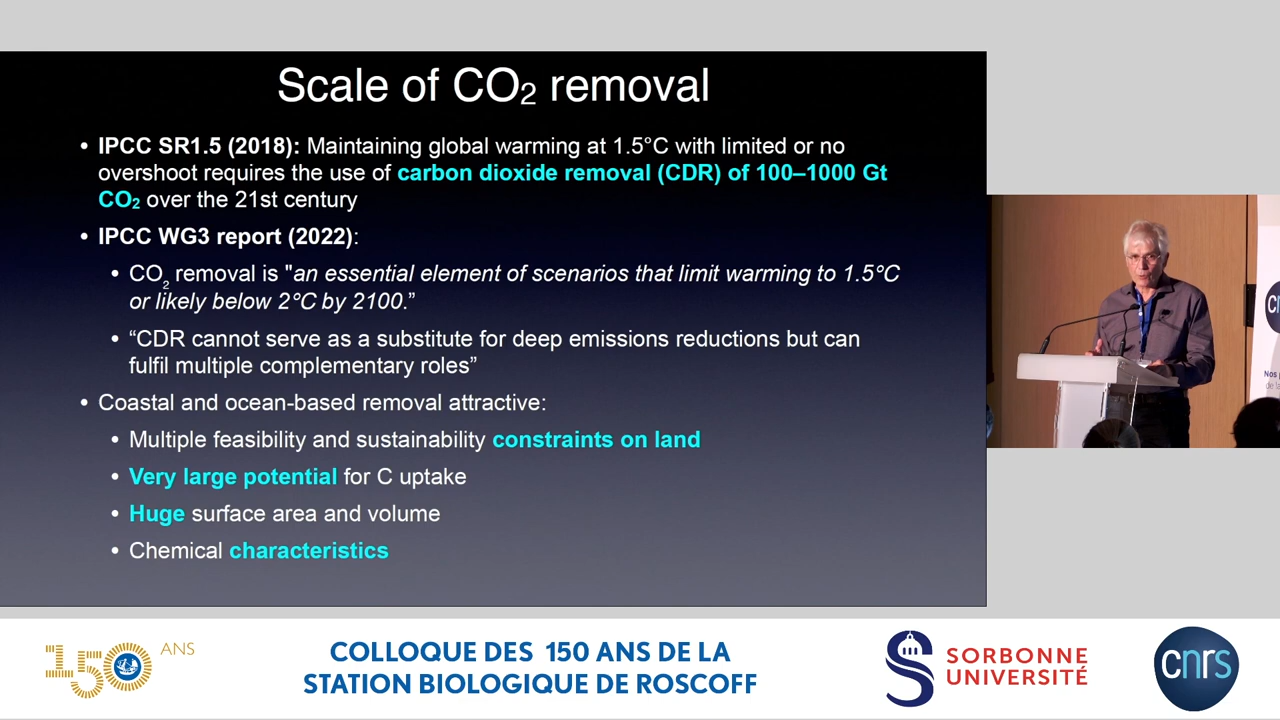 Scale of CO2 removal
• IPCC SR1.5 (2018): Maintaining global warming at 1.5°C with limited or no
overshoot requires the use of carbon dioxide removal (CDR) of 100–1000 Gt
CO2 over the 21st century
• IPCC WG3 report (2022):
• CO2 removal is "an essential element of scenarios that limit warming to 1.5°C
or likely below 2°C by 2100.”
• “CDR cannot serve as a substitute for deep emissions reductions but can
fulfil multiple complementary roles”
• Coastal and ocean-based removal attractive:
• Multiple feasibility and sustainability constraints on land
• Very large potential for C uptake
• Huge surface area and volume
• Chemical characteristics
Nos
de la
150 ANS
COLLOQUE DES 150 ANS DE LA
STATION BIOLOGIQUE DE ROSCOFF
SORBONNE
UNIVERSITÉ
cnrs